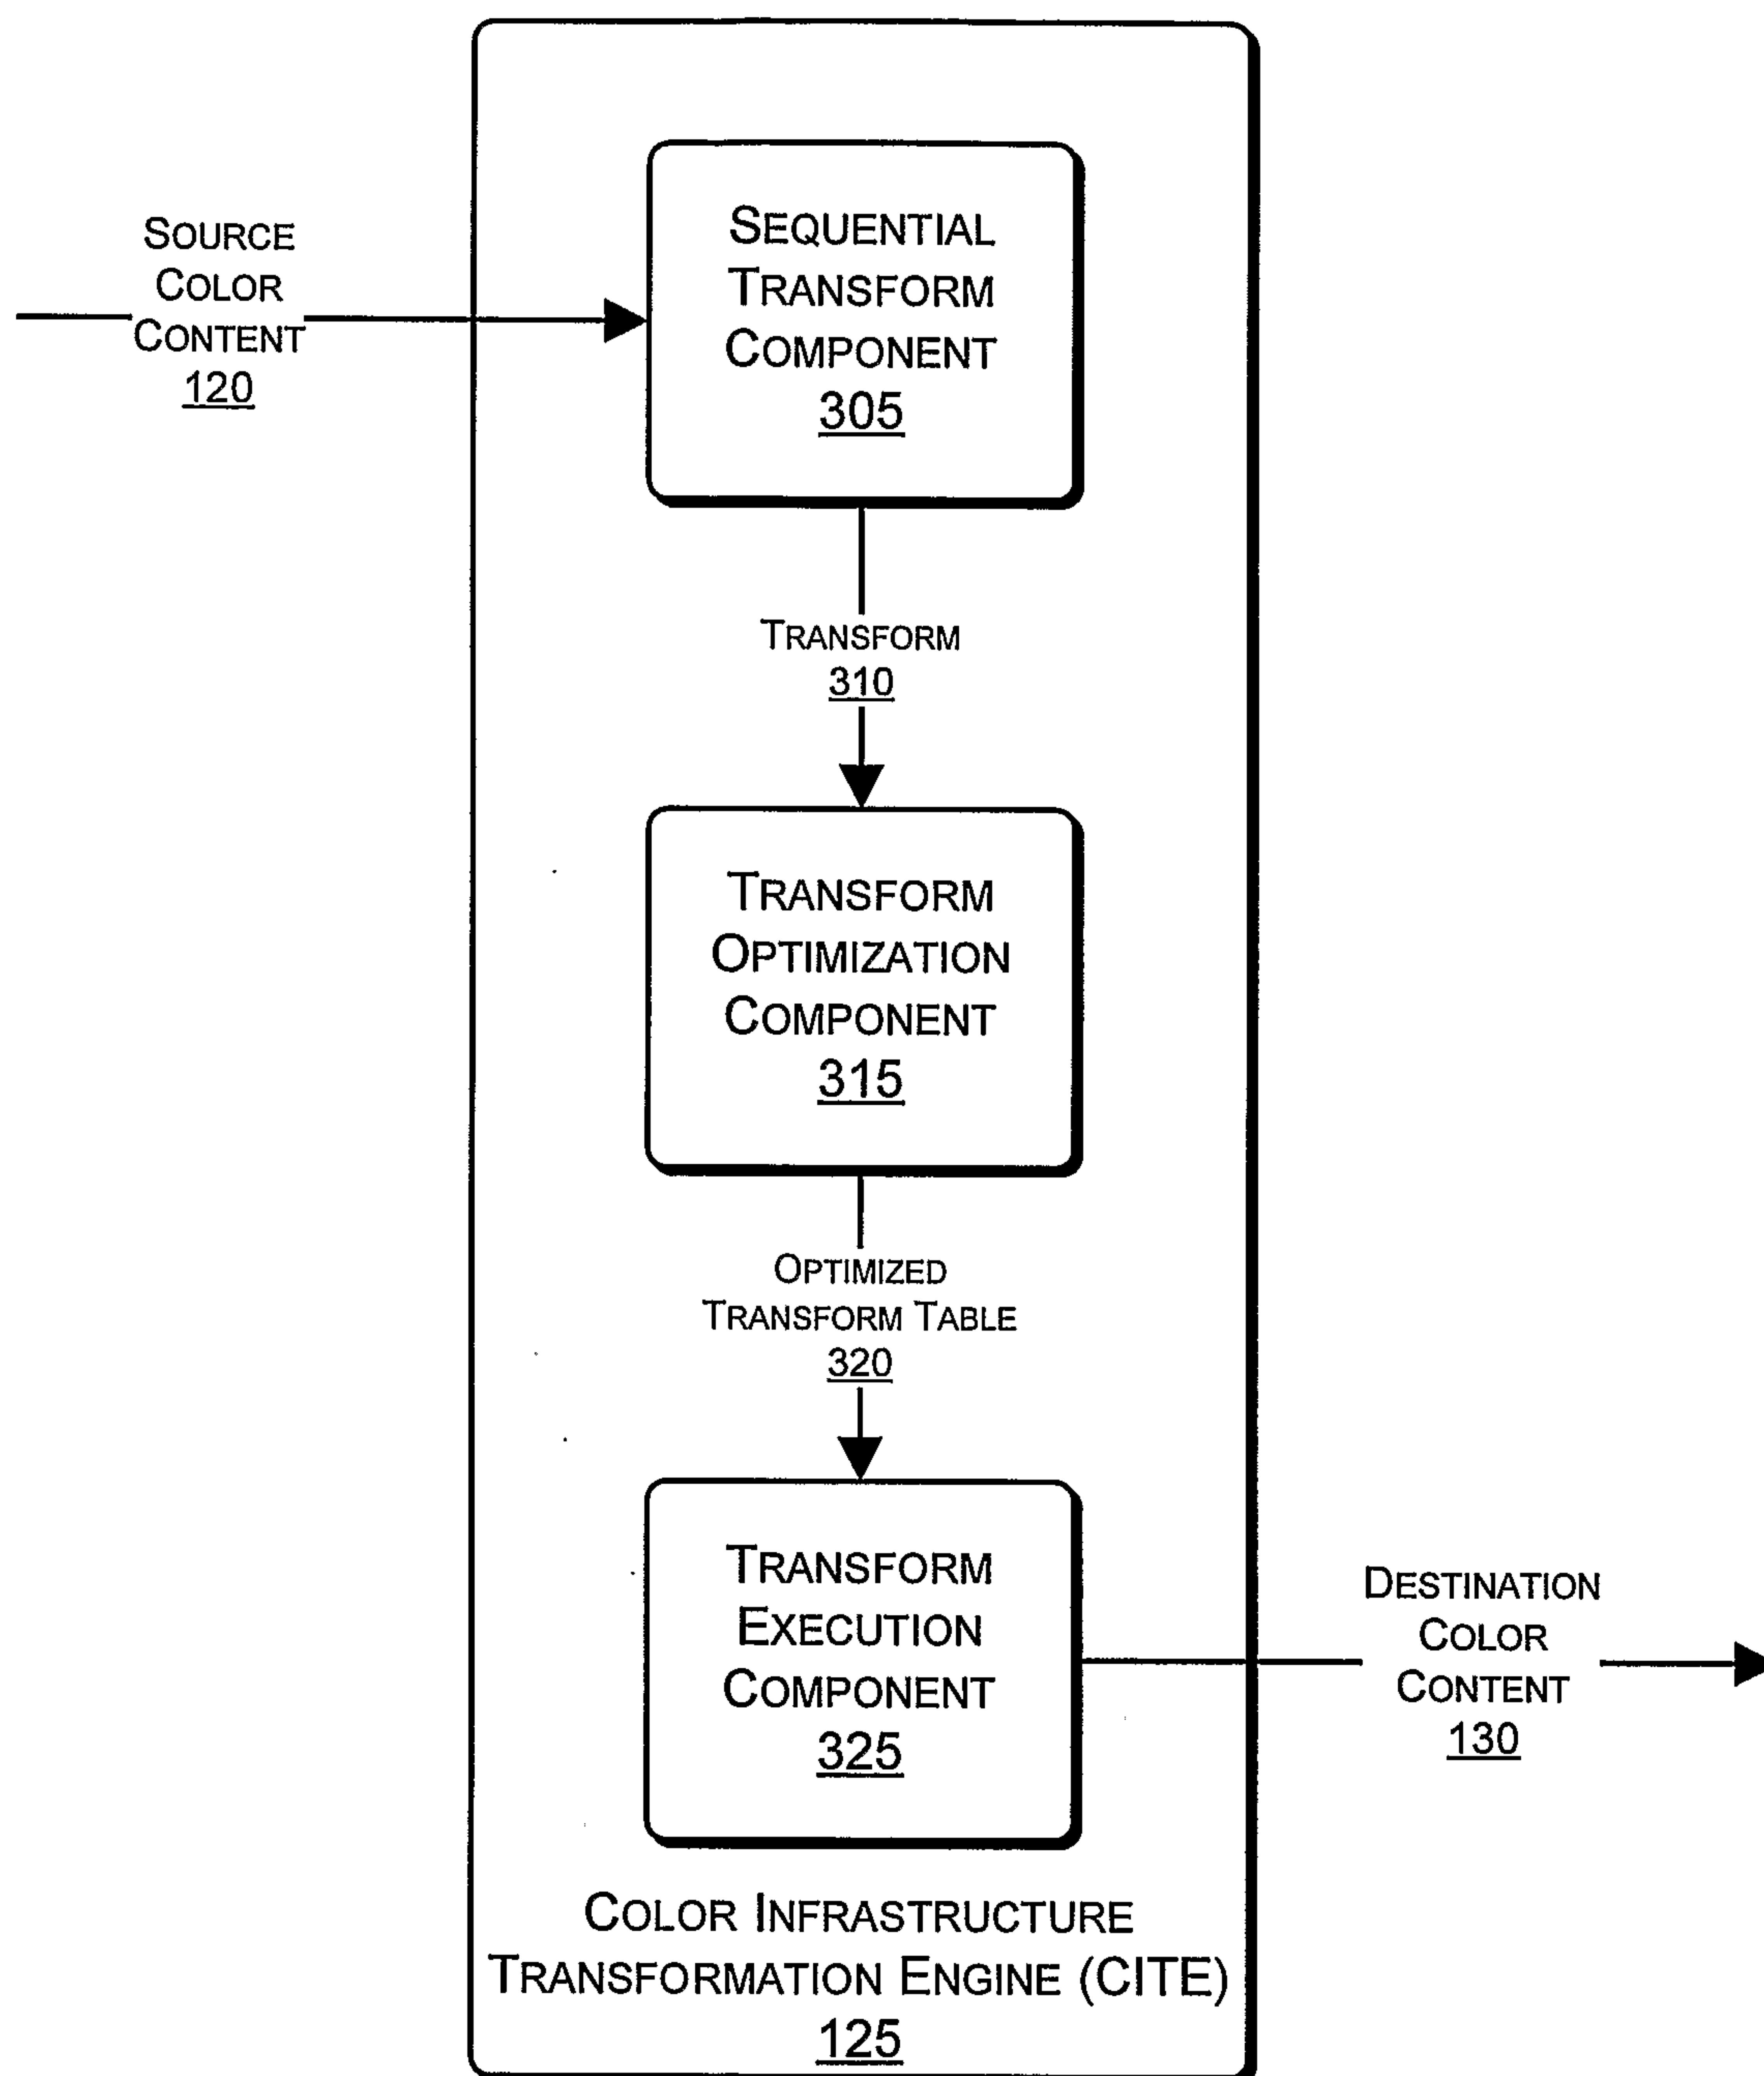 SOURCE
COLOR
CONTENT
120
SEQUENTIAL
TRANSFORM
COMPONENT
305
TRANSFORM
310
TRANSFORM
OPTIMIZATION
COMPONENT
315
OPTIMIZED
TRANSFORM TABLE
320
TRANSFORM
EXECUTION
COMPONENT
325
DESTINATION
COLOR
CONTENT
130
COLOR INFRASTRUCTURE
TRANSFORMATION ENGINE (CITE)
125